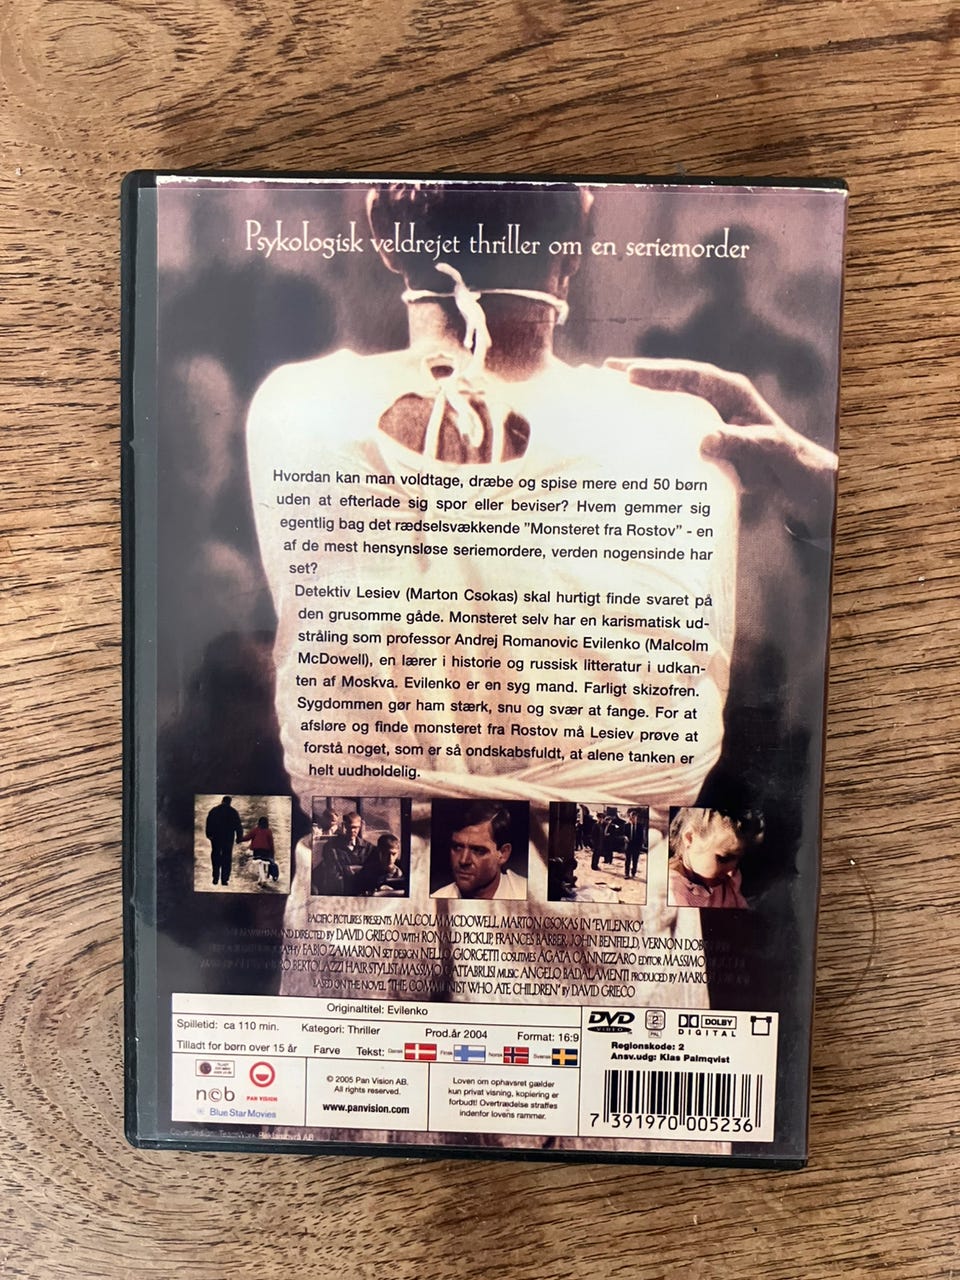 Psykologisk veldrejet thriller om en seriemorder
Hvordan kan man voldtage, dræbe og spise mere end 50 børn
uden at efterlade sig spor eller beviser? Hvem gemmer sig
egentlig bag det rædselsvækkende "Monsteret fra Rostov" - en
af de mest hensynsløse seriemordere, verden nogensinde har
set?
Detektiv Lesiev (Marton Csokas) skal hurtigt finde svaret på
den grusomme gåde. Monsteret selv har en karismatisk ud-
stråling som professor Andrej Romanovic Evilenko (Malcolm
McDowell), en lærer i historie og russisk litteratur i udkan-
ten af Moskva. Evilenko er en syg mand. Farligt skizofren.
Sygdommen gør ham stærk, snu og svær at fange. For at
afsløre og finde monsteret fra Rostov må Lesiev prøve at
forstå noget, som er så ondskabsfuldt, at alene tanken er
helt uudholdelig.
PACIFIC PICTURES PRESENTS MALCOLM MCDOWELL, MARTON CSOKAS IN "EVILENKO"
AND DIRECTED BY DAVID GRIECO WITH RONALD PICKUP, FRANCES BARBER, JOHN BENFIELD, VERNON
FABIO ZAMARION SET DESIGN NELLO GIORGETTI COSUTMES AGATA CANNIZZARO EDITOR MASSIMO
BERTOLAZZI HAIR STYLIST MASSIMO GATTABRUSI MUSIC ANGELO BADALAMENTI PRODUCED BY MARIO
BASED ON THE NOVEL "THE COMMUNIST WHO ATE CHILDREN" BY DAVID GRIECO
Originaltitel: Evilenko
Spilletid: ca 110 min. Kategori: Thriller Prod.år 2004 Format: 16:9
Tilladt for børn over 15 år Farve Tekst: Dansk Finsk Norsk Svensk
DVD VIDEO 2 PAL DOLBY DIGITAL
Regionskode: 2
Ansv.udg: Klas Palmqvist
ncb PAN VISION
Blue Star Movies
© 2005 Pan Vision AB.
All rights reserved.
www.panvision.com
Loven om ophavsret gælder
kun privat visning, kopiering er
forbudt! Overtrædelse straffes
indenfor lovens rammer.
7 391970 005236